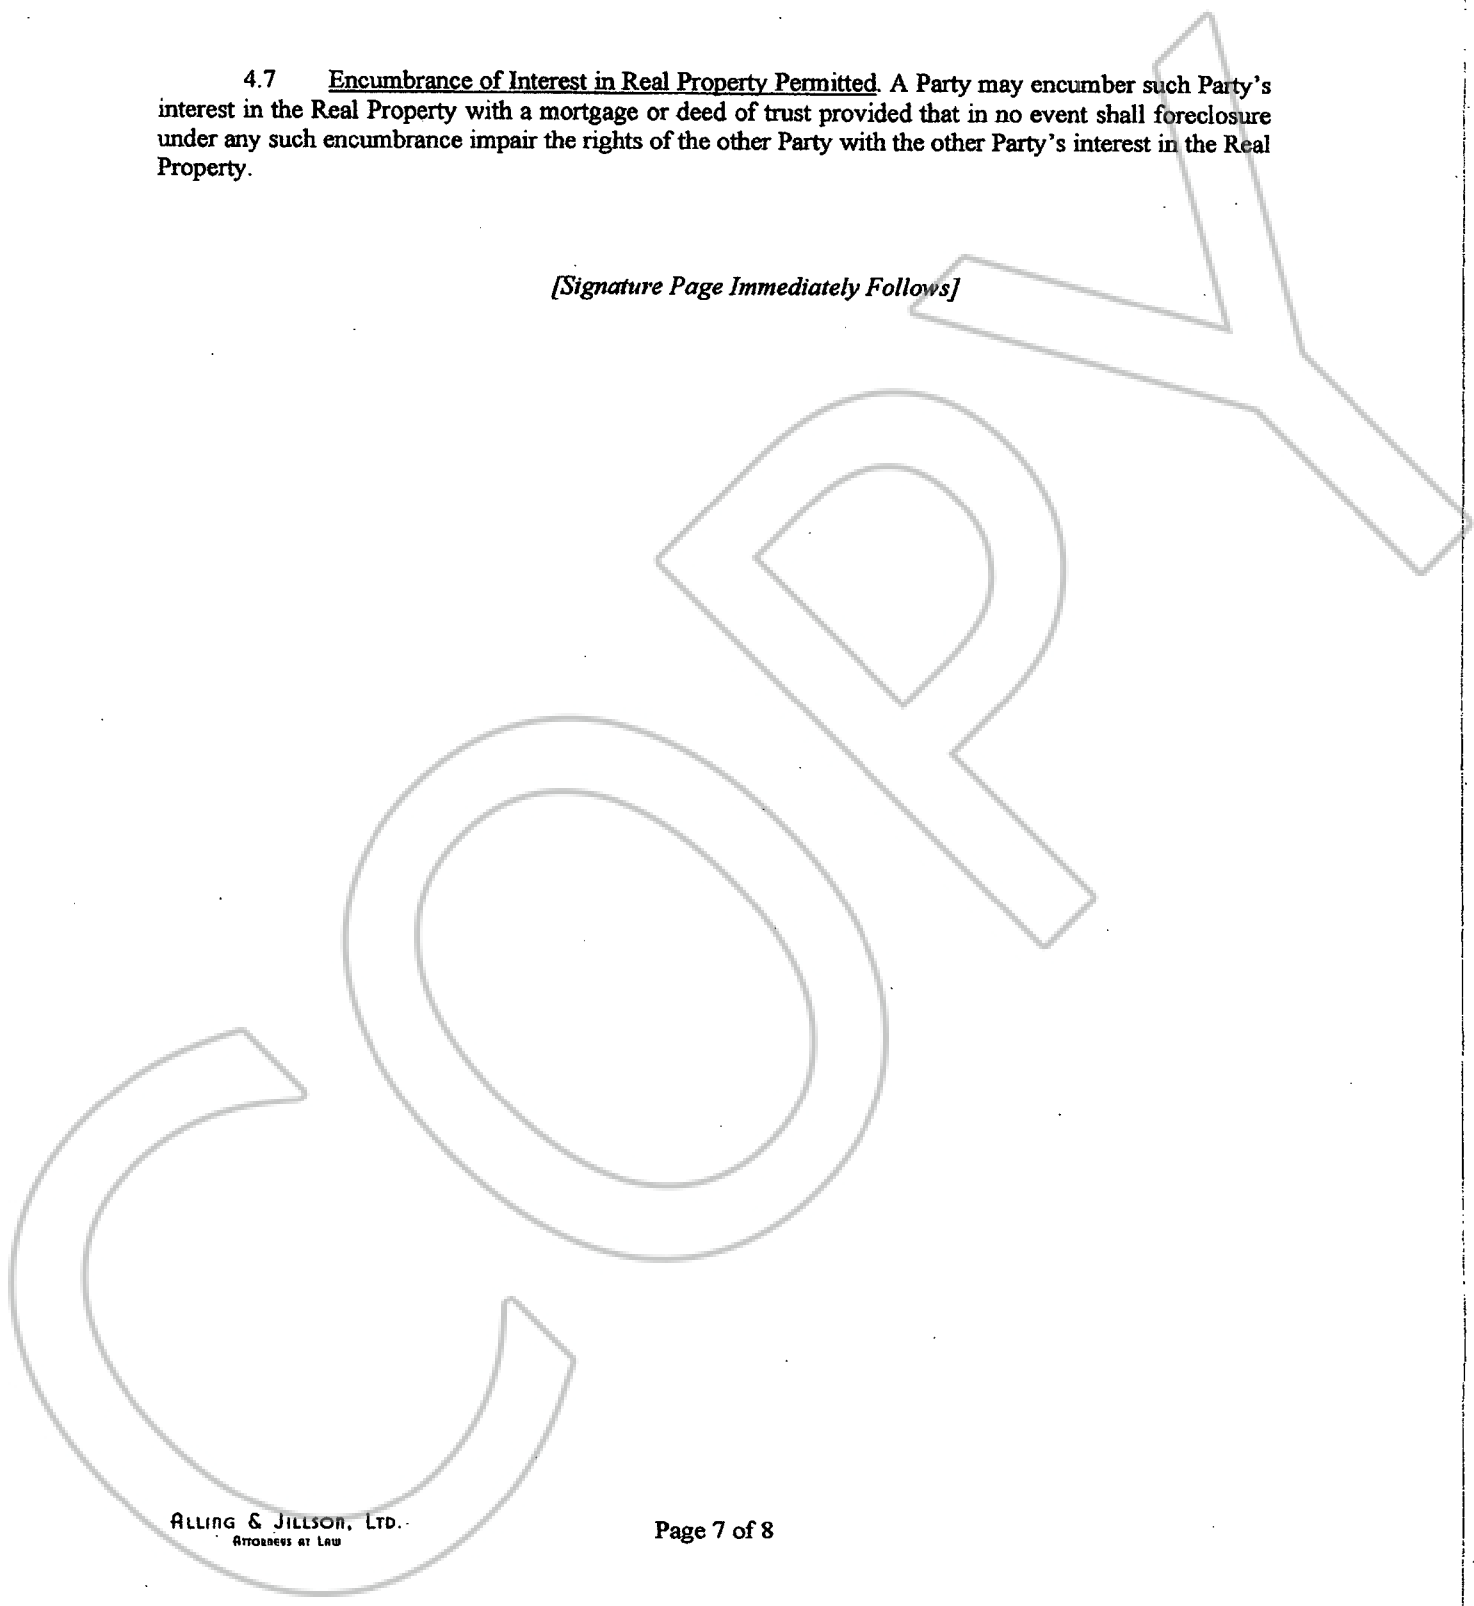 4.7 Encumbrance of Interest in Real Property Permitted. A Party may encumber such Party's
interest in the Real Property with a mortgage or deed of trust provided that in no event shall foreclosure
under any such encumbrance impair the rights of the other Party with the other Party's interest in the Real
Property.
[Signature Page Immediately Follows]
COPY
ALLING & JILLSON, LTD.
ATTORNEYS AT LAW
Page 7 of 8